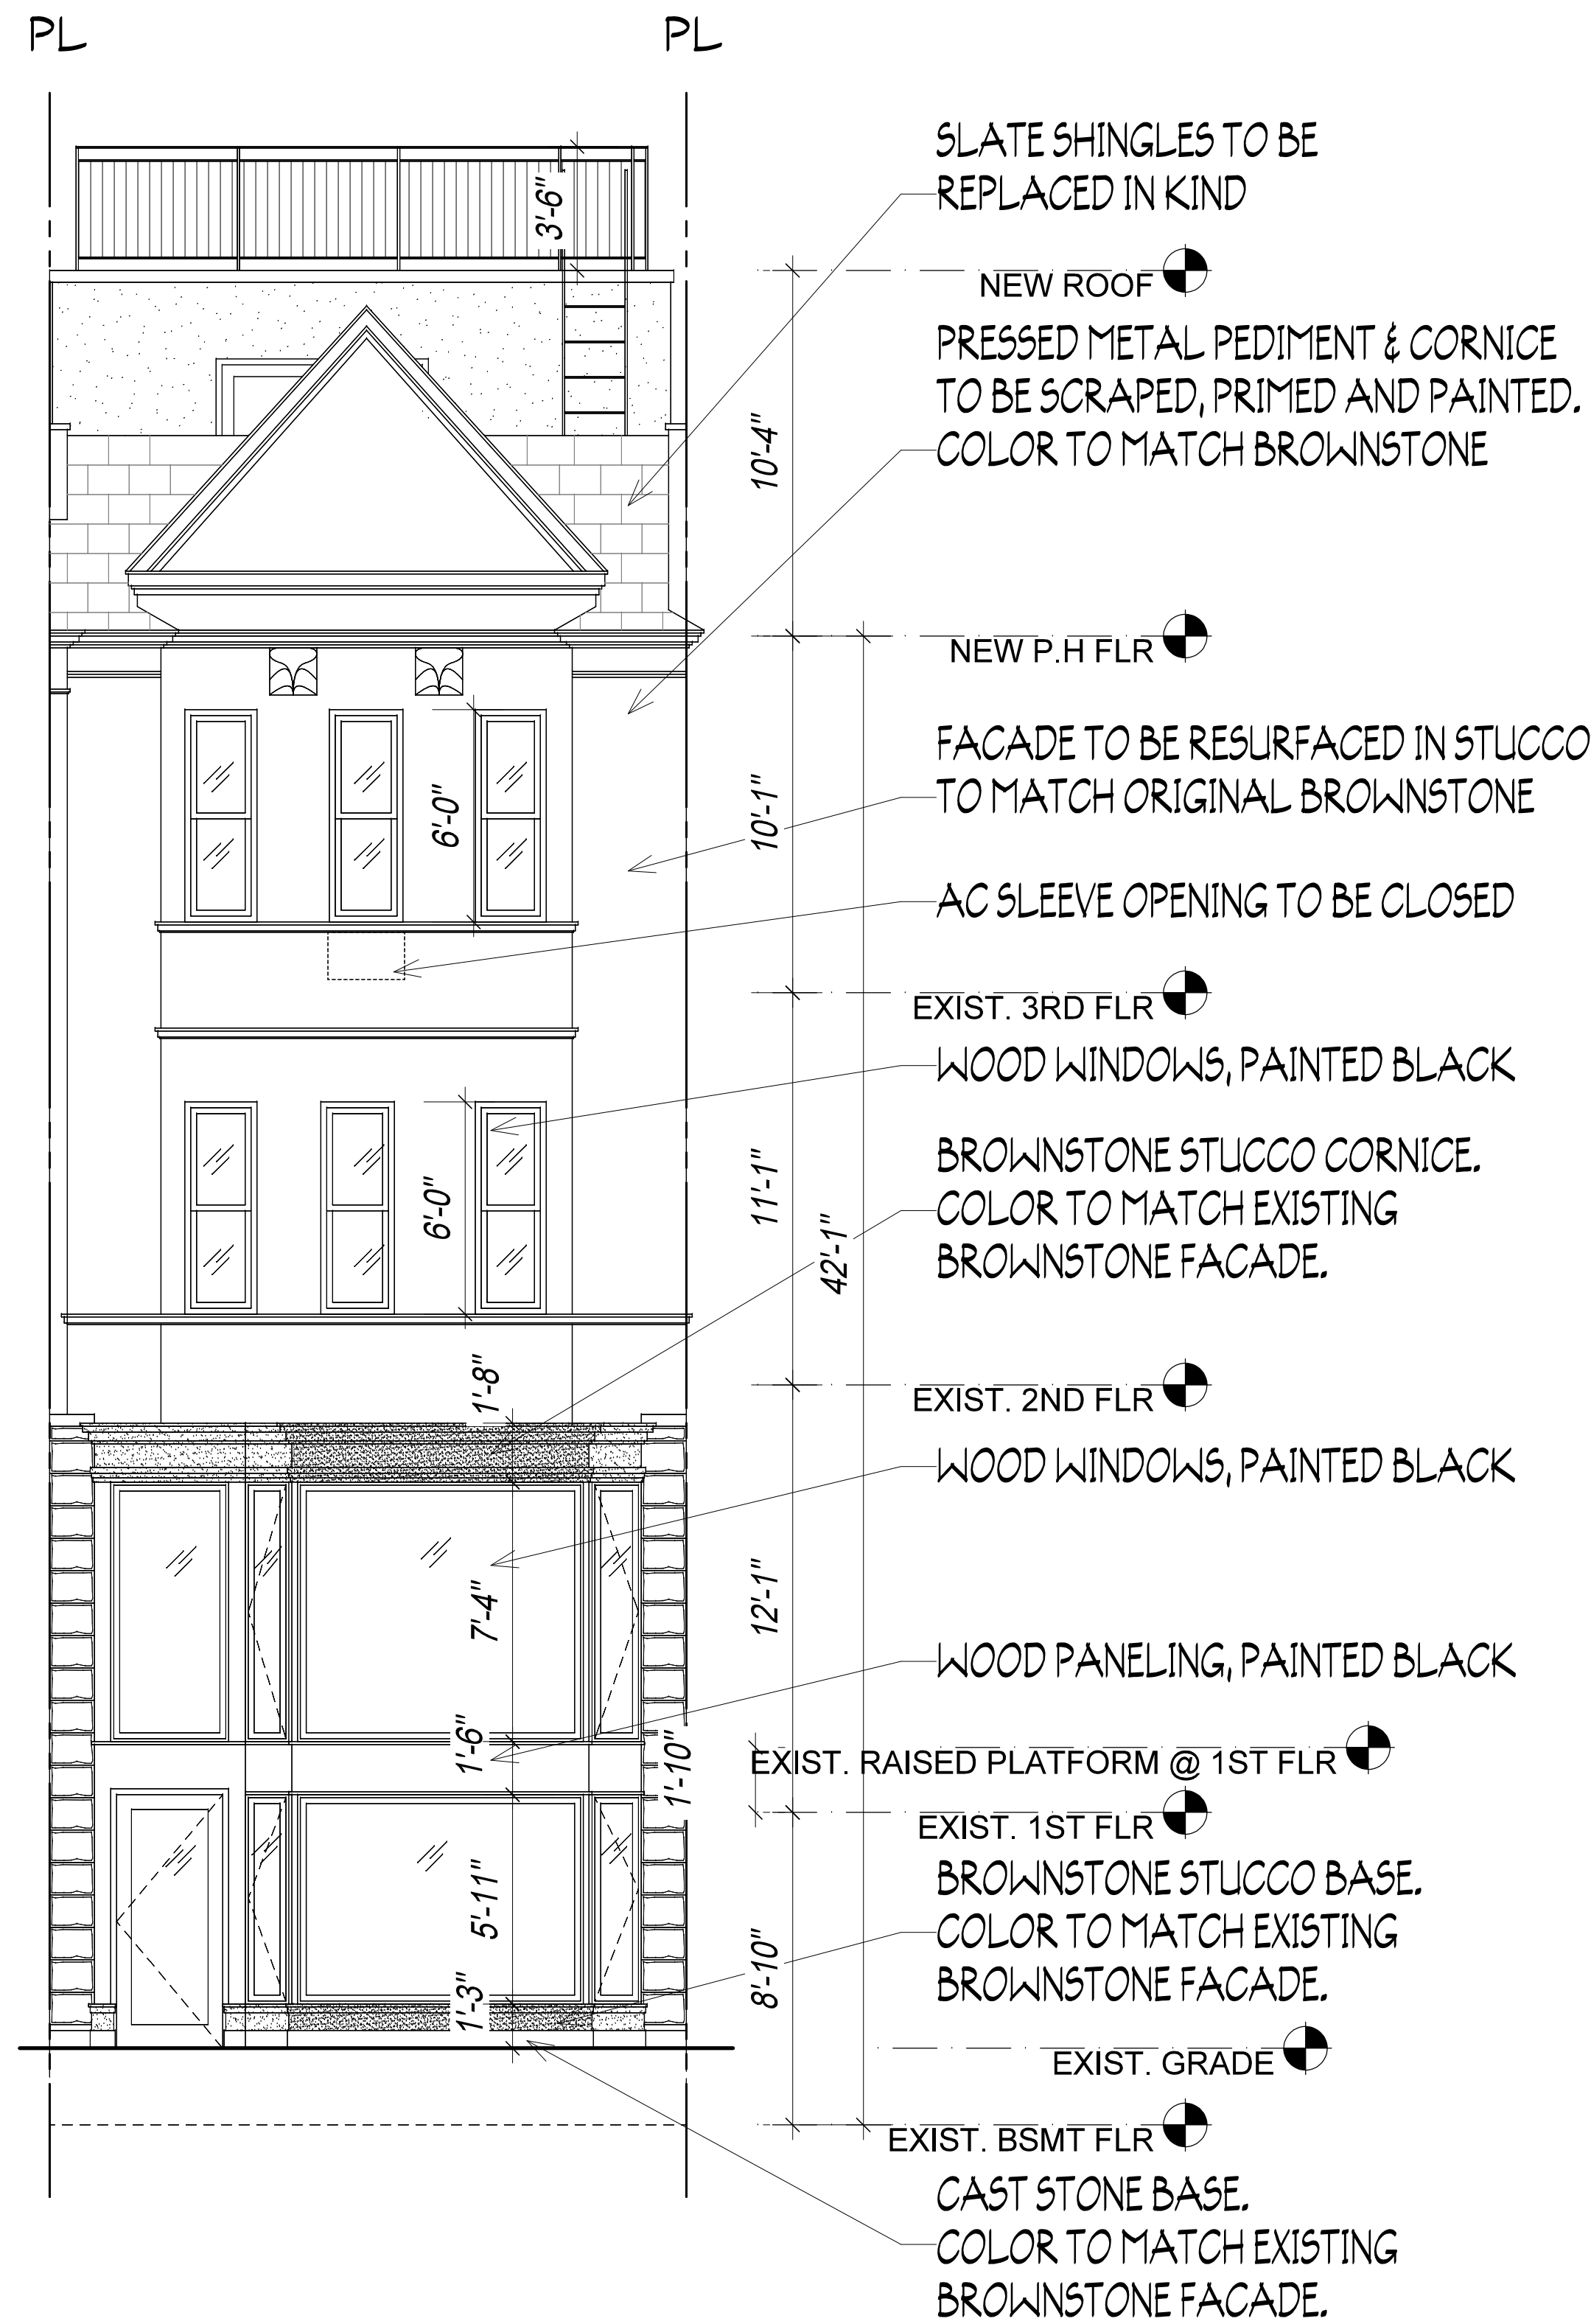 PL
PL
SLATE SHINGLES TO BE
REPLACED IN KIND
3'-6"
NEW ROOF
PRESSED METAL PEDIMENT & CORNICE
TO BE SCRAPED, PRIMED AND PAINTED.
COLOR TO MATCH BROWNSTONE
10'-4"
NEW P.H FLR
FACADE TO BE RESURFACED IN STUCCO
TO MATCH ORIGINAL BROWNSTONE
6'-0"
10'-1"
AC SLEEVE OPENING TO BE CLOSED
EXIST. 3RD FLR
WOOD WINDOWS, PAINTED BLACK
6'-0"
11'-1"
42'-1"
BROWNSTONE STUCCO CORNICE.
COLOR TO MATCH EXISTING
BROWNSTONE FACADE.
1'-8"
EXIST. 2ND FLR
WOOD WINDOWS, PAINTED BLACK
7'-4"
12'-1"
WOOD PANELING, PAINTED BLACK
1'-6"
1'-10"
EXIST. RAISED PLATFORM @ 1ST FLR
EXIST. 1ST FLR
5'-11"
BROWNSTONE STUCCO BASE.
COLOR TO MATCH EXISTING
BROWNSTONE FACADE.
1'-3"
8'-10"
EXIST. GRADE
EXIST. BSMT FLR
CAST STONE BASE.
COLOR TO MATCH EXISTING
BROWNSTONE FACADE.